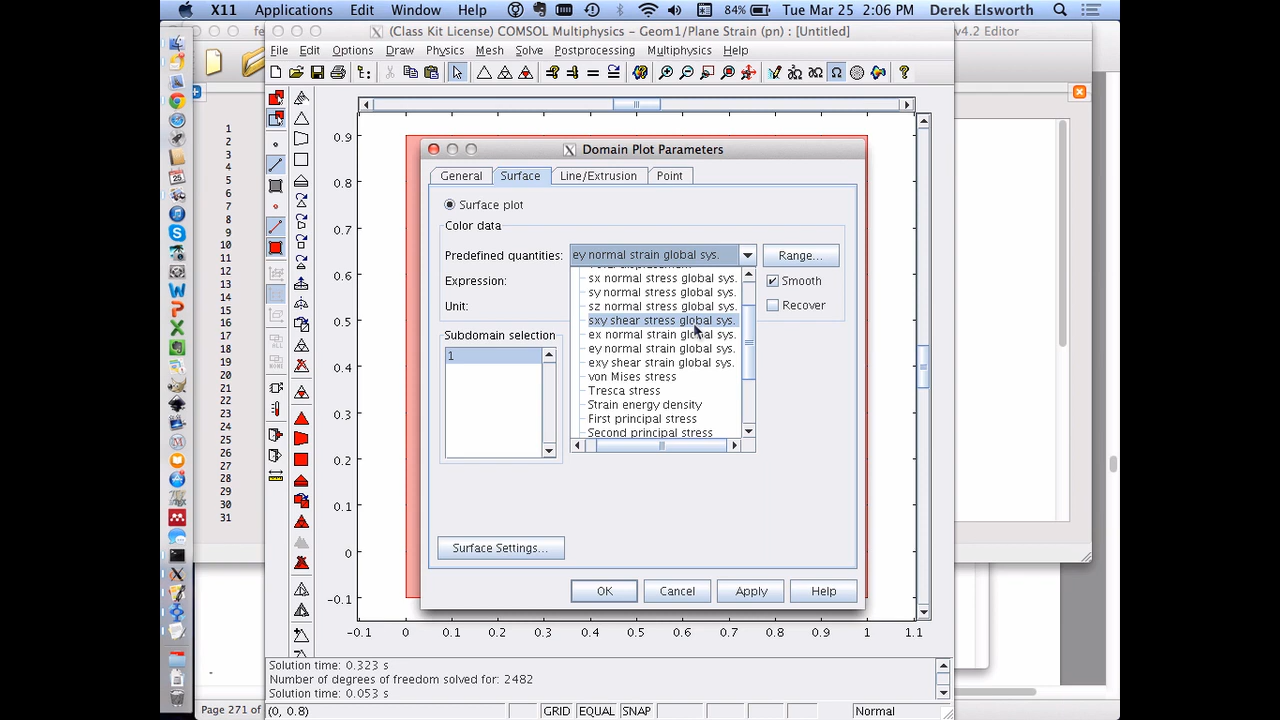 X11 Applications Edit Window Help 84% Tue Mar 25 2:06 PM Derek Elsworth
(Class Kit License) COMSOL Multiphysics - Geom1/Plane Strain (pn) : [Untitled]
v4.2 Editor
File Edit Options Draw Physics Mesh Solve Postprocessing Multiphysics Help
1
2
3
4
5
6
7
8
9
10
11
12
13
14
15
16
17
18
19
20
21
22
23
24
25
26
27
28
29
30
31
0.9
0.8
0.7
0.6
0.5
0.4
0.3
0.2
0.1
0
-0.1
Domain Plot Parameters
General Surface Line/Extrusion Point
Surface plot
Color data
Predefined quantities: ey normal strain global sys. Range...
Expression: Smooth
Unit: Recover
sx normal stress global sys.
sy normal stress global sys.
sz normal stress global sys.
sxy shear stress global sys.
ex normal strain global sys.
ey normal strain global sys.
exy shear strain global sys.
von Mises stress
Tresca stress
Strain energy density
First principal stress
Second principal stress
Subdomain selection
1
Surface Settings...
OK Cancel Apply Help
-0.1 0 0.1 0.2 0.3 0.4 0.5 0.6 0.7 0.8 0.9 1 1.1
Solution time: 0.323 s
Number of degrees of freedom solved for: 2482
Solution time: 0.053 s
Page 271 of
(0, 0.8) GRID EQUAL SNAP Normal